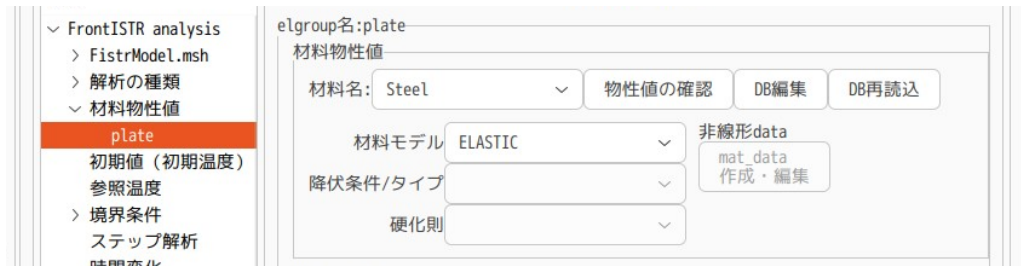 FrontISTR analysis
FistrModel.msh
解析の種類
材料物性値
plate
初期値（初期温度）
参照温度
境界条件
ステップ解析
時間変化
elgroup名:plate
材料物性値
材料名: Steel 物性値の確認 DB編集 DB再読込
材料モデル ELASTIC
降伏条件/タイプ
硬化則
非線形data
mat_data
作成・編集